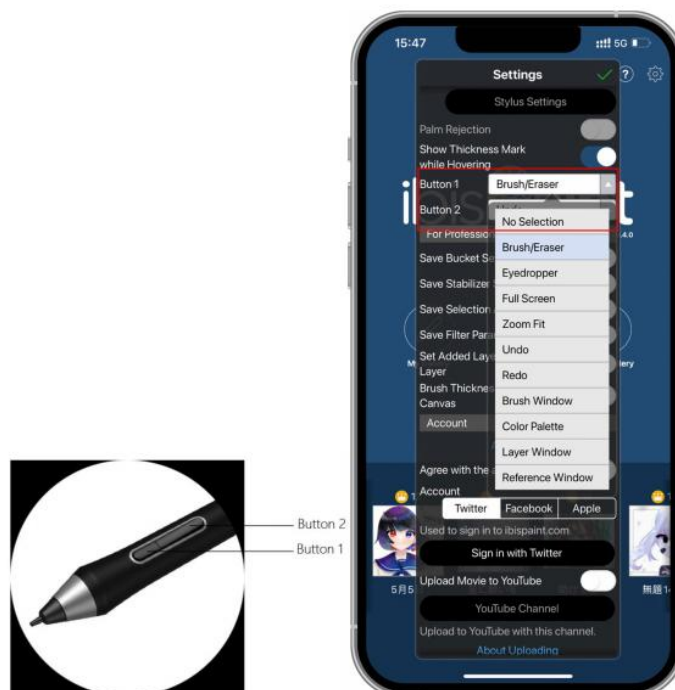 15:47
5G
Settings
?
Stylus Settings
Palm Rejection
Show Thickness Mark
while Hovering
Button 1
Brush/Eraser
Button 2
No Selection
For Profession
.4.0
Brush/Eraser
Save Bucket Se
Eyedropper
Save Stabilizer
Full Screen
Save Selection
Zoom Fit
Save Filter Para
Undo
Set Added Laye
Layer
Redo
Brush Thicknes
Canvas
Brush Window
Color Palette
Account
Layer Window
Agree with the
Reference Window
Account
Twitter
Facebook
Apple
Used to sign in to ibispaint.com
Sign in with Twitter
Upload Movie to YouTube
5月5
無題1
YouTube Channel
Upload to YouTube with this channel.
About Uploading
Button 2
Button 1